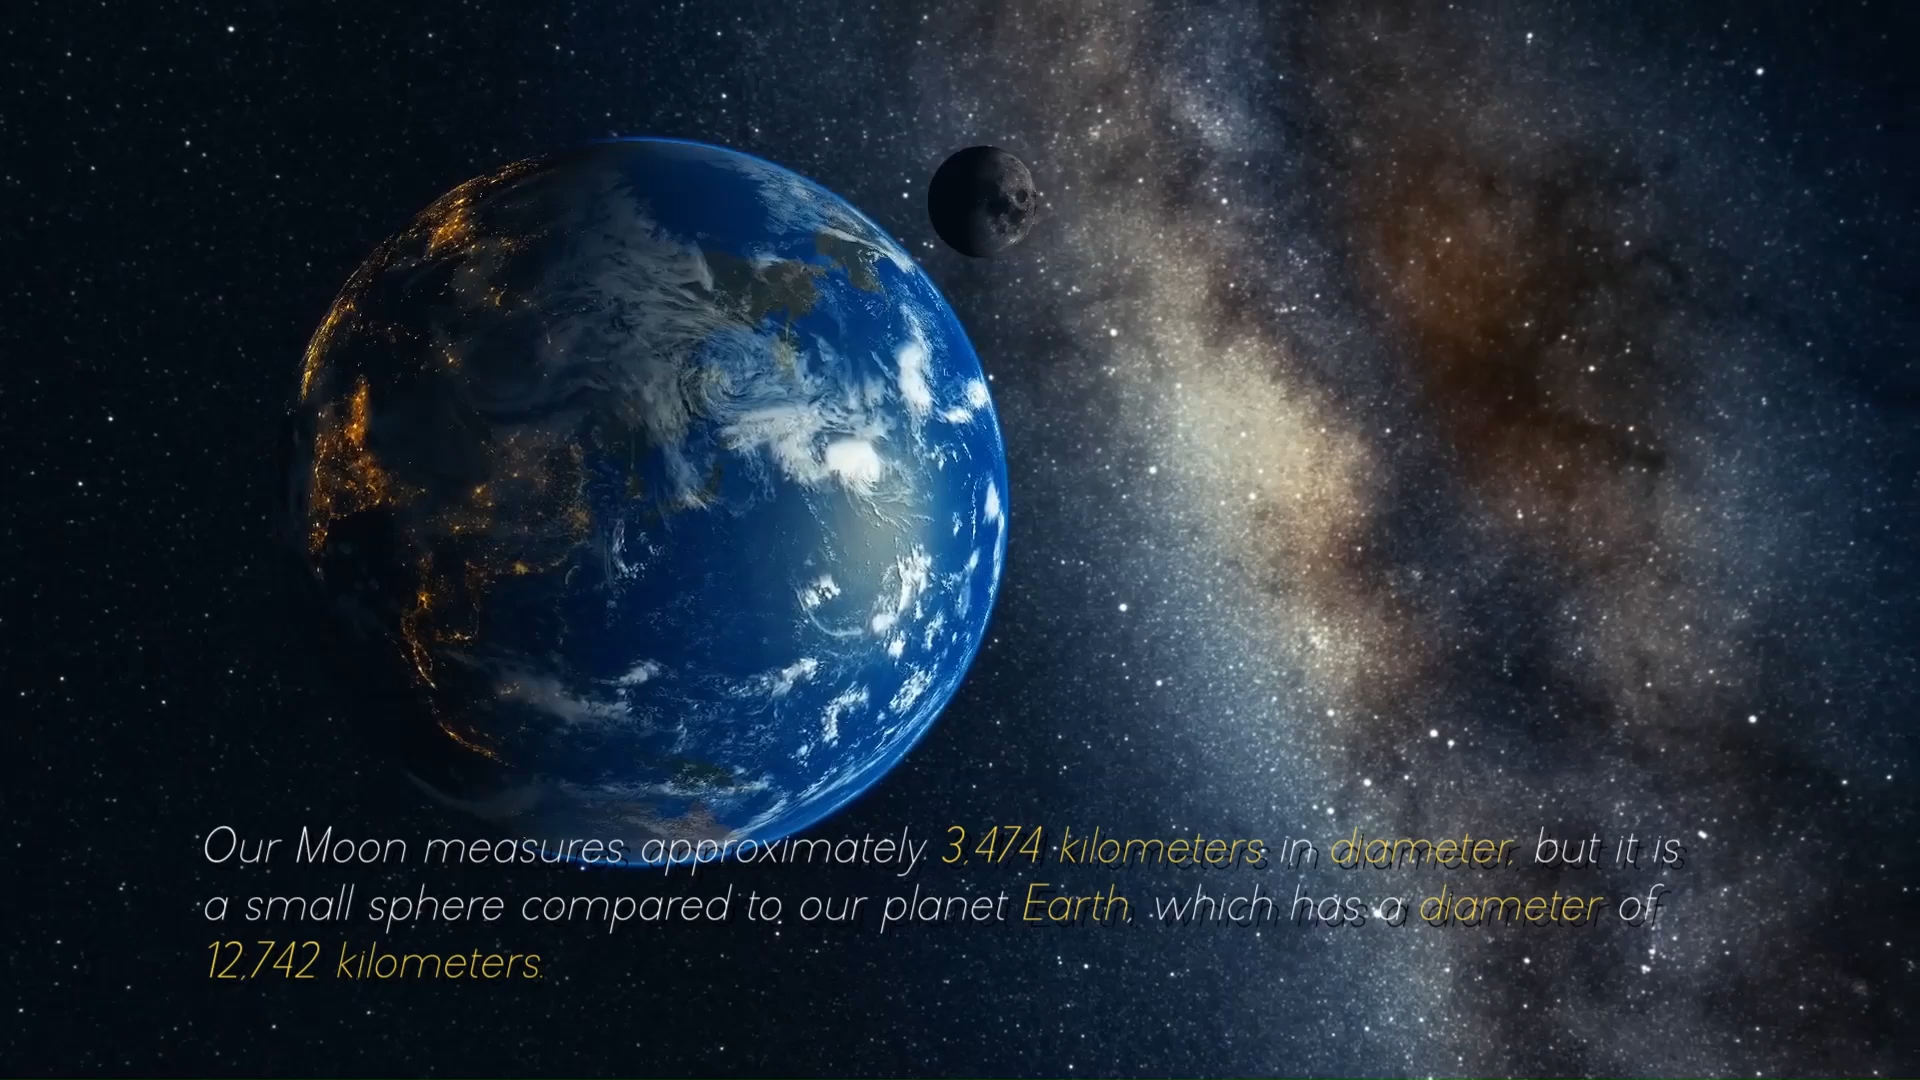 Our Moon measures approximately 3,474 kilometers in diameter, but it is
a small sphere compared to our planet Earth, which has a diameter of
12,742 kilometers.